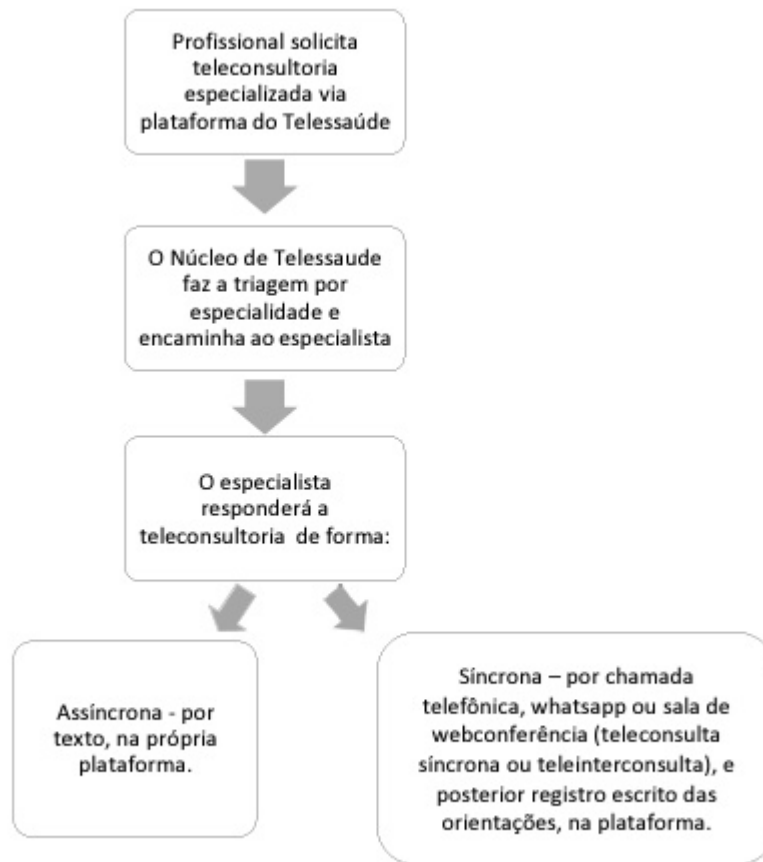 Profissional solicita
teleconsultoria
especializada via
plataforma do Telessaúde
O Núcleo de Telessaude
faz a triagem por
especialidade e
encaminha ao especialista
O especialista
responderá a
teleconsultoria de forma:
Assíncrona - por
texto, na própria
plataforma.
Síncrona – por chamada
telefônica, whatsapp ou sala de
webconferência (teleconsulta
síncrona ou teleinterconsulta), e
posterior registro escrito das
orientações, na plataforma.